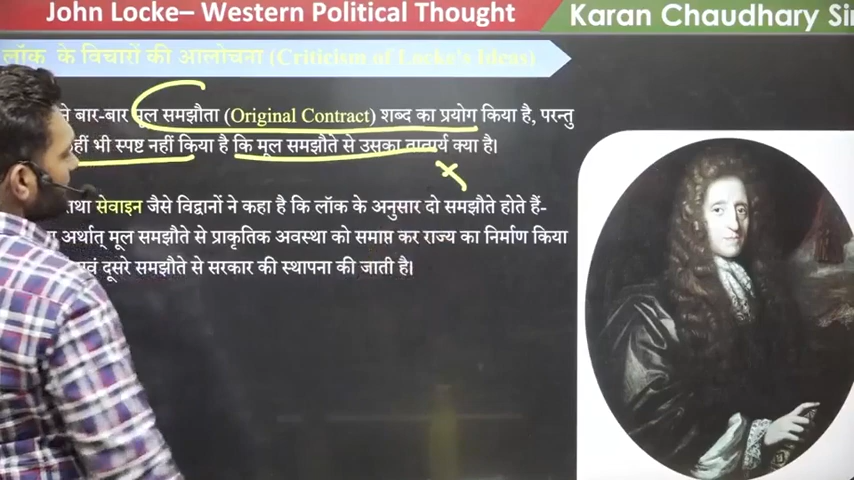 John Locke– Western Political Thought
Karan Chaudhary Si
लॉक के विचारों की आलोचना (Criticism of Locke's Ideas)
ने बार-बार मूल समझौता (Original Contract) शब्द का प्रयोग किया है, परन्तु
भी स्पष्ट नहीं किया है कि मूल समझौते से उसका तात्पर्य क्या है।
तथा सेवाइन जैसे विद्वानों ने कहा है कि लॉक के अनुसार दो समझौते होते हैं-
अर्थात् मूल समझौते से प्राकृतिक अवस्था को समाप्त कर राज्य का निर्माण किया
एवं दूसरे समझौते से सरकार की स्थापना की जाती है।